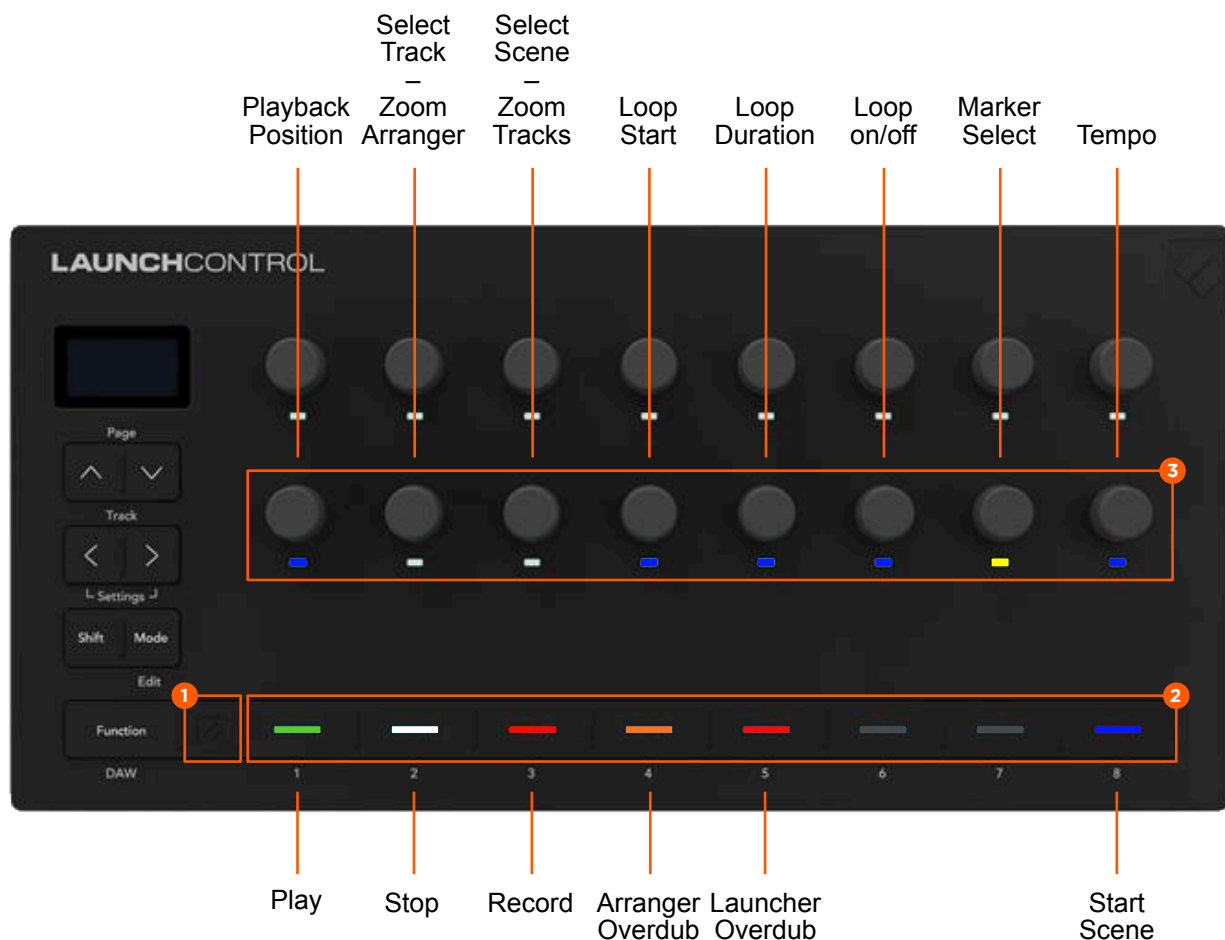 Select
Track
–
Zoom
Arranger
Select
Scene
–
Zoom
Tracks
Playback
Position
Loop
Start
Loop
Duration
Loop
on/off
Marker
Select
Tempo
LAUNCHCONTROL
Page
Track
3
Settings
Shift Mode
Edit
1
2
Function
DAW
1 2 3 4 5 6 7 8
Play
Stop
Record
Arranger
Overdub
Launcher
Overdub
Start
Scene